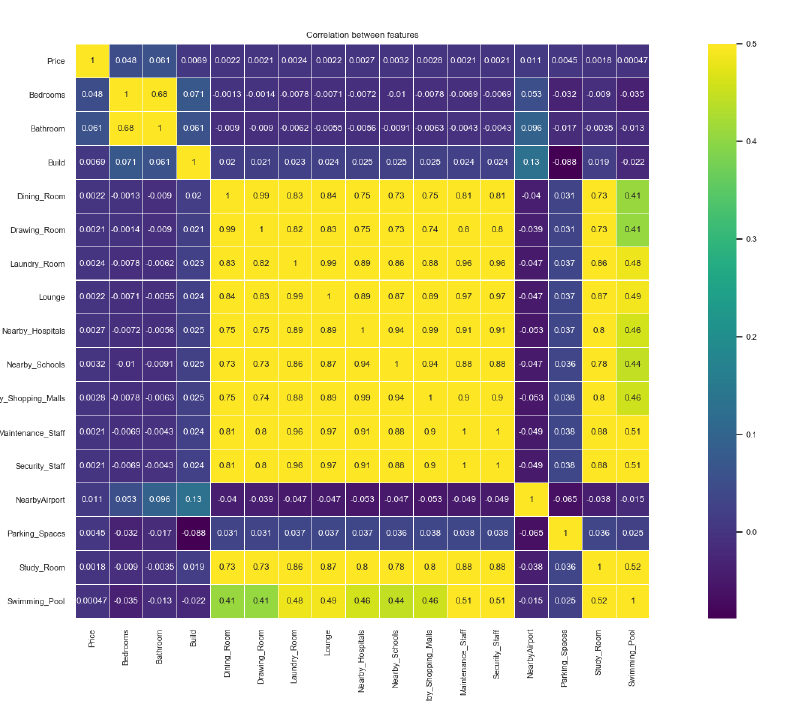 Correlation between features
Price 1 0.048 0.061 0.0069 0.0022 0.0021 0.0024 0.0022 0.0027 0.0032 0.0028 0.0021 0.0021 0.011 0.0045 0.0018 0.00047
Bedrooms 0.048 1 0.68 0.071 -0.0013 -0.0014 -0.0078 -0.0071 -0.0072 -0.01 -0.0078 -0.0069 -0.0069 0.053 -0.032 -0.009 -0.035
Bathroom 0.061 0.68 1 0.061 -0.009 -0.009 -0.0062 -0.0055 -0.0056 -0.0091 -0.0063 -0.0043 -0.0043 0.096 -0.017 -0.0035 -0.013
Build 0.0069 0.071 0.061 1 0.02 0.021 0.023 0.024 0.025 0.025 0.025 0.024 0.024 0.13 -0.088 0.019 -0.022
Dining_Room 0.0022 -0.0013 -0.009 0.02 1 0.99 0.83 0.84 0.75 0.73 0.75 0.81 0.81 -0.04 0.031 0.73 0.41
Drawing_Room 0.0021 -0.0014 -0.009 0.021 0.99 1 0.82 0.83 0.75 0.73 0.74 0.8 0.8 -0.039 0.031 0.73 0.41
Laundry_Room 0.0024 -0.0078 -0.0062 0.023 0.83 0.82 1 0.99 0.89 0.86 0.88 0.96 0.96 -0.047 0.037 0.86 0.48
Lounge 0.0022 -0.0071 -0.0055 0.024 0.84 0.83 0.99 1 0.89 0.87 0.89 0.97 0.97 -0.047 0.037 0.87 0.49
Nearby_Hospitals 0.0027 -0.0072 -0.0056 0.025 0.75 0.75 0.89 0.89 1 0.94 0.99 0.91 0.91 -0.053 0.037 0.8 0.46
Nearby_Schools 0.0032 -0.01 -0.0091 0.025 0.73 0.73 0.86 0.87 0.94 1 0.94 0.88 0.88 -0.047 0.036 0.78 0.44
y_Shopping_Malls 0.0028 -0.0078 -0.0063 0.025 0.75 0.74 0.88 0.89 0.99 0.94 1 0.9 0.9 -0.053 0.038 0.8 0.46
Maintenance_Staff 0.0021 -0.0069 -0.0043 0.024 0.81 0.8 0.96 0.97 0.91 0.88 0.9 1 1 -0.049 0.038 0.88 0.51
Security_Staff 0.0021 -0.0069 -0.0043 0.024 0.81 0.8 0.96 0.97 0.91 0.88 0.9 1 1 -0.049 0.038 0.88 0.51
NearbyAirport 0.011 0.053 0.096 0.13 -0.04 -0.039 -0.047 -0.047 -0.053 -0.047 -0.053 -0.049 -0.049 1 -0.065 -0.038 -0.015
Parking_Spaces 0.0045 -0.032 -0.017 -0.088 0.031 0.031 0.037 0.037 0.037 0.036 0.038 0.038 0.038 -0.065 1 0.036 0.025
Study_Room 0.0018 -0.009 -0.0035 0.019 0.73 0.73 0.86 0.87 0.8 0.78 0.8 0.88 0.88 -0.038 0.036 1 0.52
Swimming_Pool 0.00047 -0.035 -0.013 -0.022 0.41 0.41 0.48 0.49 0.46 0.44 0.46 0.51 0.51 -0.015 0.025 0.52 1
Price
Bedrooms
Bathroom
Build
Dining_Room
Drawing_Room
Laundry_Room
Lounge
Nearby_Hospitals
Nearby_Schools
by_Shopping_Malls
Maintenance_Staff
Security_Staff
NearbyAirport
Parking_Spaces
Study_Room
Swimming_Pool
0.5
0.4
0.3
0.2
0.1
0.0